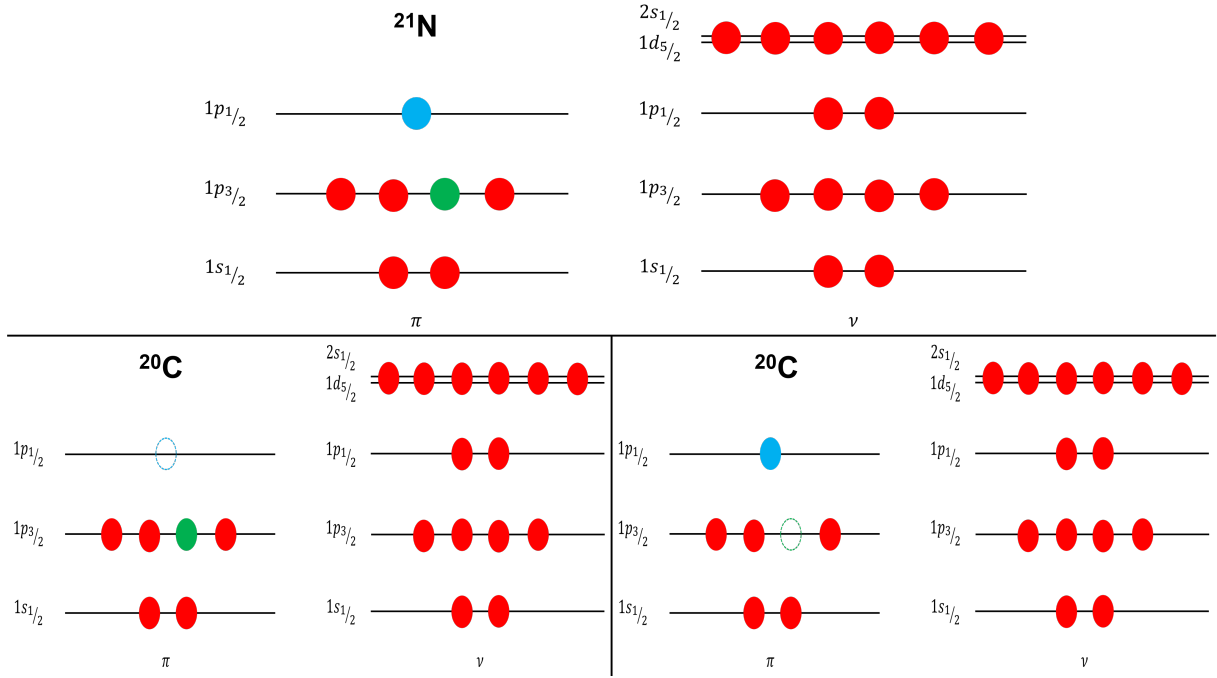 ²¹N
2s₁/₂
1d₅/₂
1p₁/₂
1p₁/₂
1p₃/₂
1p₃/₂
1s₁/₂
1s₁/₂
π
ν
²⁰C
2s₁/₂
1d₅/₂
1p₁/₂
1p₁/₂
1p₃/₂
1p₃/₂
1s₁/₂
1s₁/₂
π
ν
²⁰C
2s₁/₂
1d₅/₂
1p₁/₂
1p₁/₂
1p₃/₂
1p₃/₂
1s₁/₂
1s₁/₂
π
ν